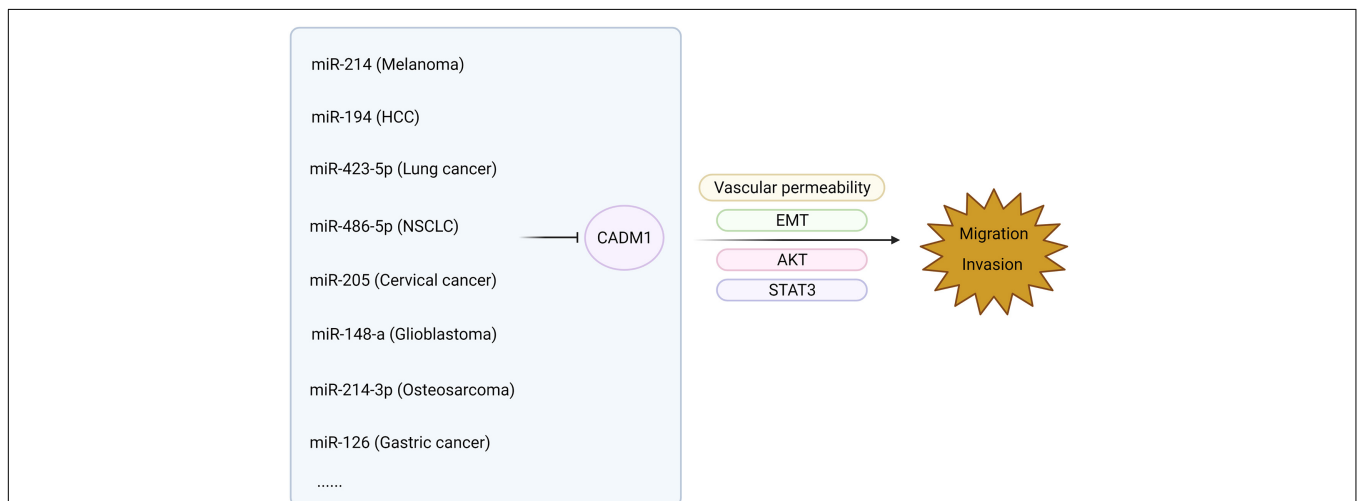 miR-214 (Melanoma)
miR-194 (HCC)
miR-423-5p (Lung cancer)
miR-486-5p (NSCLC)
miR-205 (Cervical cancer)
miR-148-a (Glioblastoma)
miR-214-3p (Osteosarcoma)
miR-126 (Gastric cancer)
......
CADM1
Vascular permeability
EMT
AKT
STAT3
Migration
Invasion